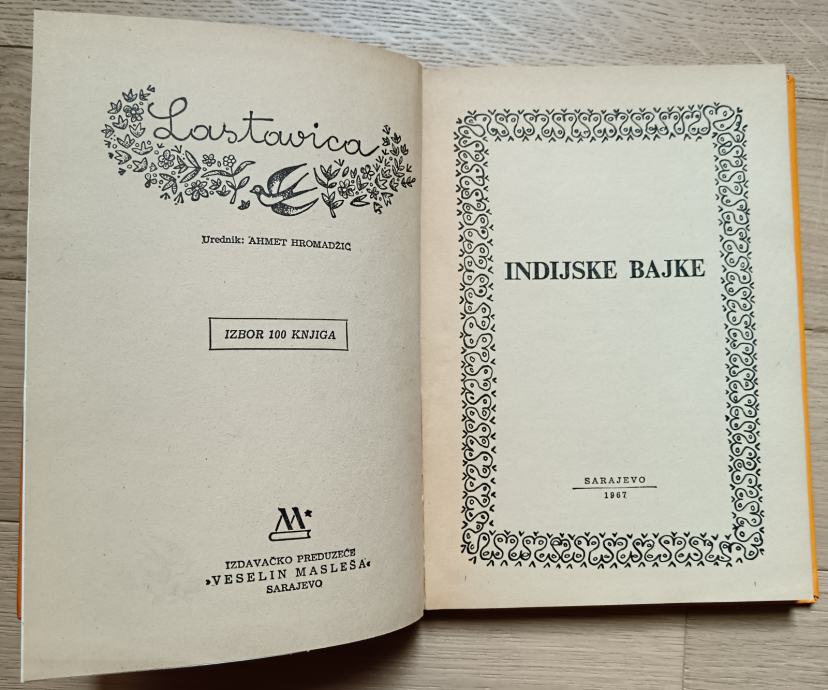 Lastavica
Urednik: AHMET HROMADŽIĆ
IZBOR 100 KNJIGA
M
IZDAVAČKO PREDUZEĆE
»VESELIN MASLEŠA«
SARAJEVO
INDIJSKE BAJKE
SARAJEVO
1967